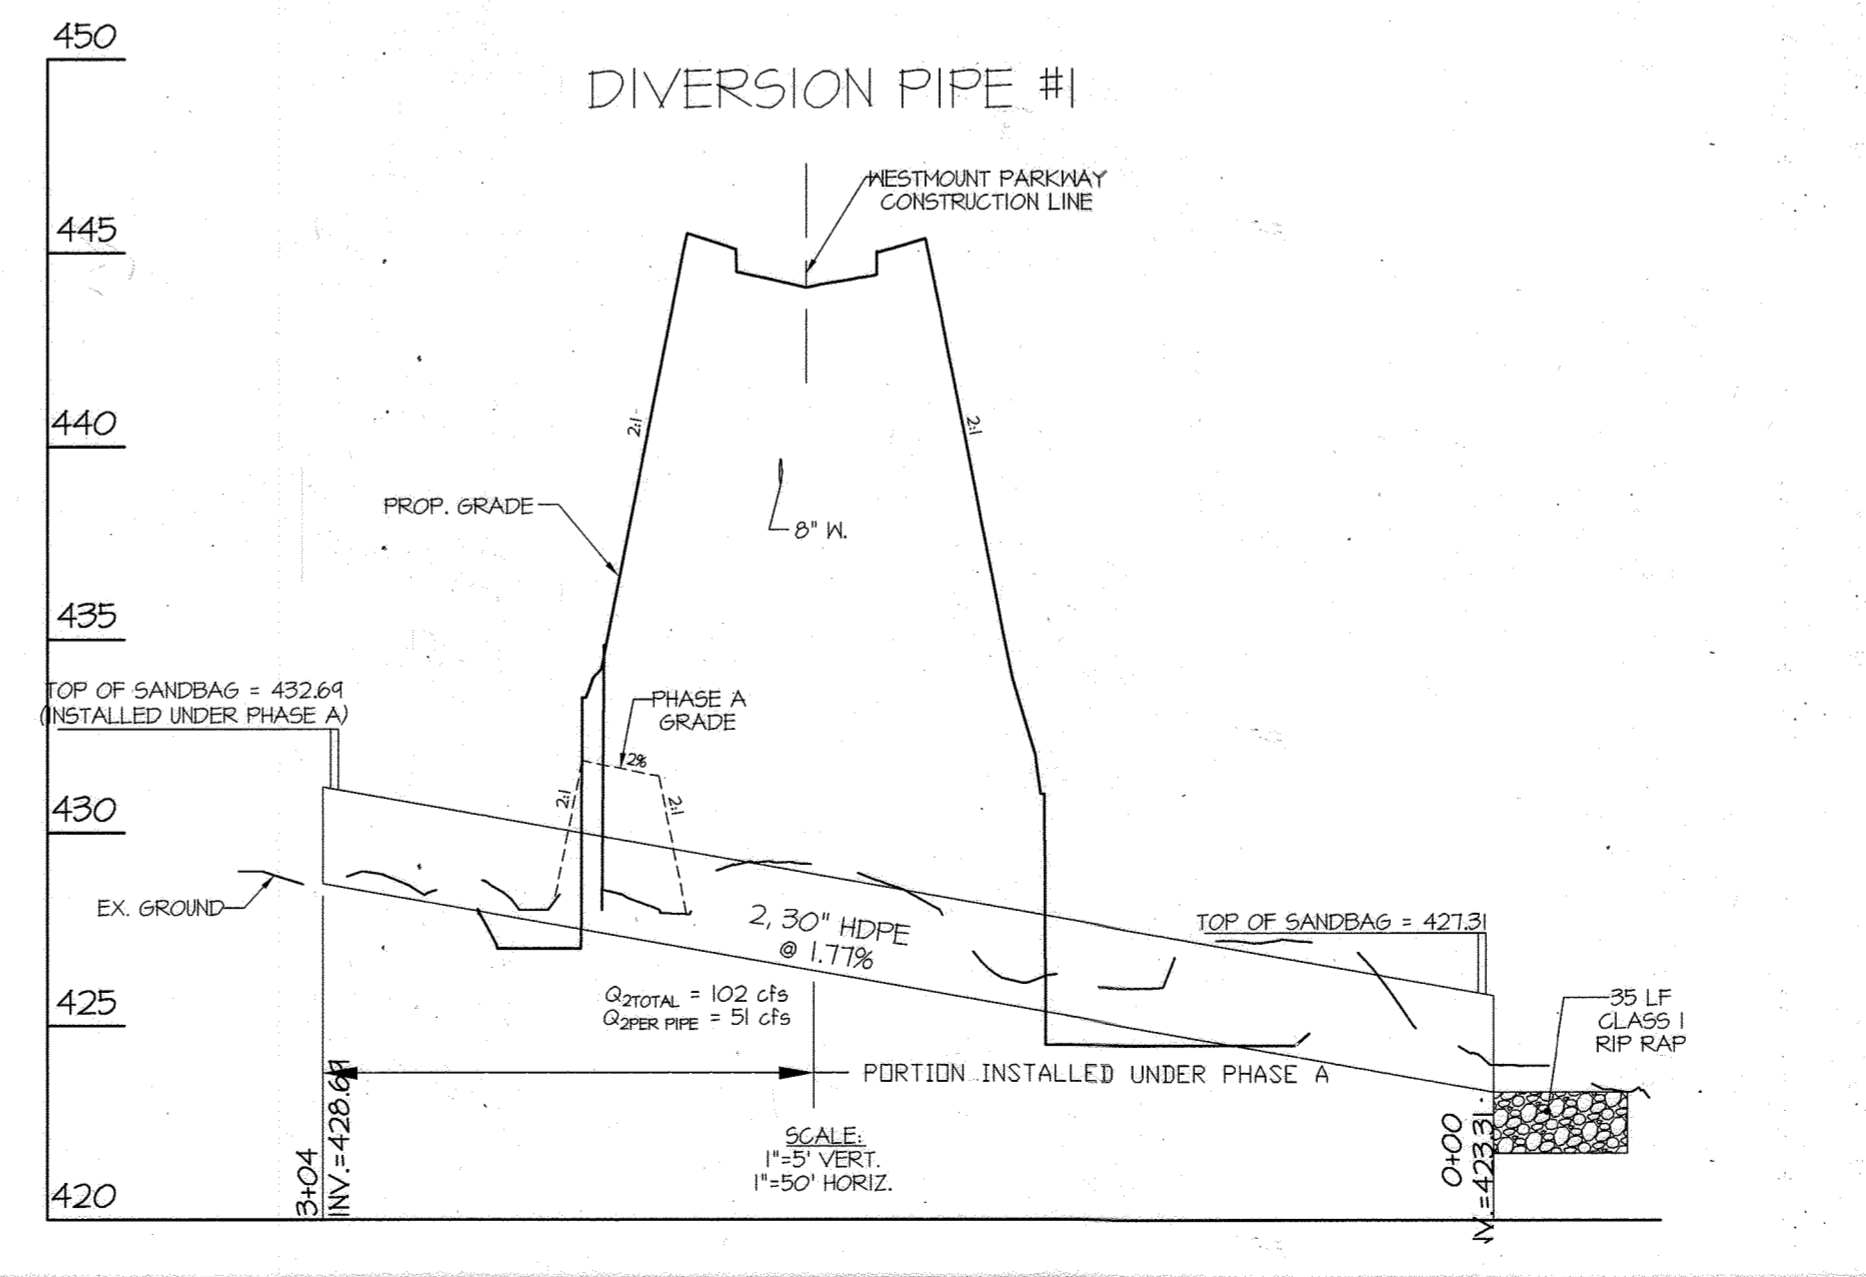 DIVERSION PIPE #1
450
445
440
435
430
425
420
WESTMOUNT PARKWAY
CONSTRUCTION LINE
2:1
2:1
PROP. GRADE
8" W.
TOP OF SANDBAG = 432.69
(INSTALLED UNDER PHASE A)
PHASE A
GRADE
2%
2:1
2:1
EX. GROUND
2, 30" HDPE
@ 1.77%
Q2TOTAL = 102 cfs
Q2PER PIPE = 51 cfs
TOP OF SANDBAG = 427.31
35 LF
CLASS I
RIP RAP
PORTION INSTALLED UNDER PHASE A
SCALE:
1"=5' VERT.
1"=50' HORIZ.
3+04
INV.=428.69
0+00
IV.=423.31